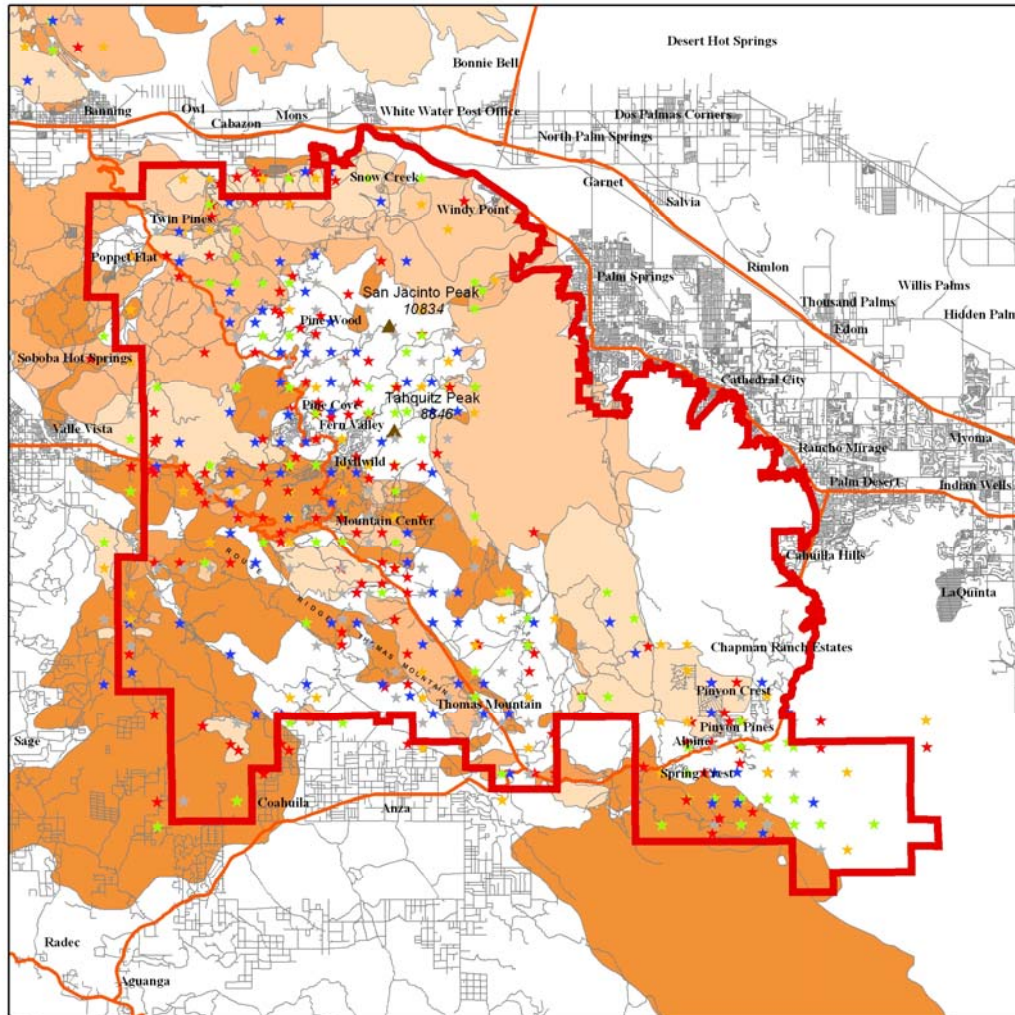 Desert Hot Springs
Bonnie Bell
Banning
Owl
Mons
White Water Post Office
Dos Palmas Corners
Cabazon
North Palm Springs
Snow Creek
Garnet
Salvia
Twin Pines
Windy Point
Poppet Flat
Palm Springs
Rimlon
San Jacinto Peak
10834
Willis Palms
Thousand Palms
Hidden Palm
Pine Wood
Edom
Soboba Hot Springs
Cathedral City
Pine Cove
Tahquitz Peak
8846
Fern Valley
Valle Vista
Myoma
Rancho Mirage
Idyllwild
Palm Desert
Indian Wells
Mountain Center
ROUSE
RIDGE
Cahuilla Hills
LaQuinta
THOMAS MOUNTAIN
Chapman Ranch Estates
Pinyon Crest
Thomas Mountain
Pinyon Pines
Alpine
Sage
Spring Crest
Coahuila
Anza
Radec
Aguanga